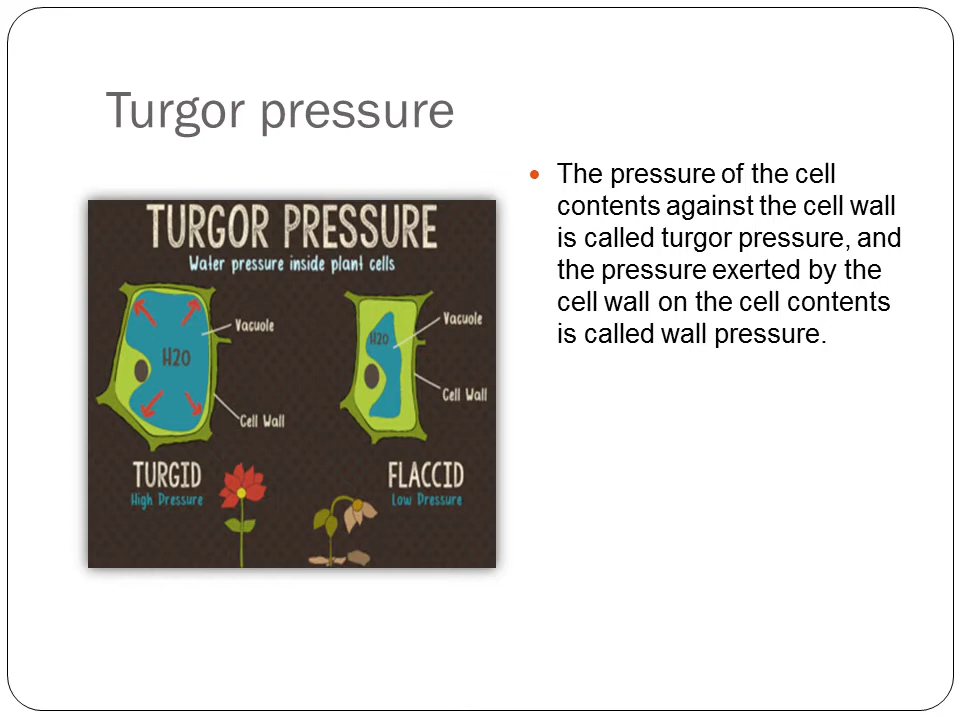 Turgor pressure
TURGOR PRESSURE
Water pressure inside plant cells
Vacuole
H2O
Cell Wall
TURGID
High Pressure
Vacuole
H2O
Cell Wall
FLACCID
Low Pressure
• The pressure of the cell
contents against the cell wall
is called turgor pressure, and
the pressure exerted by the
cell wall on the cell contents
is called wall pressure.